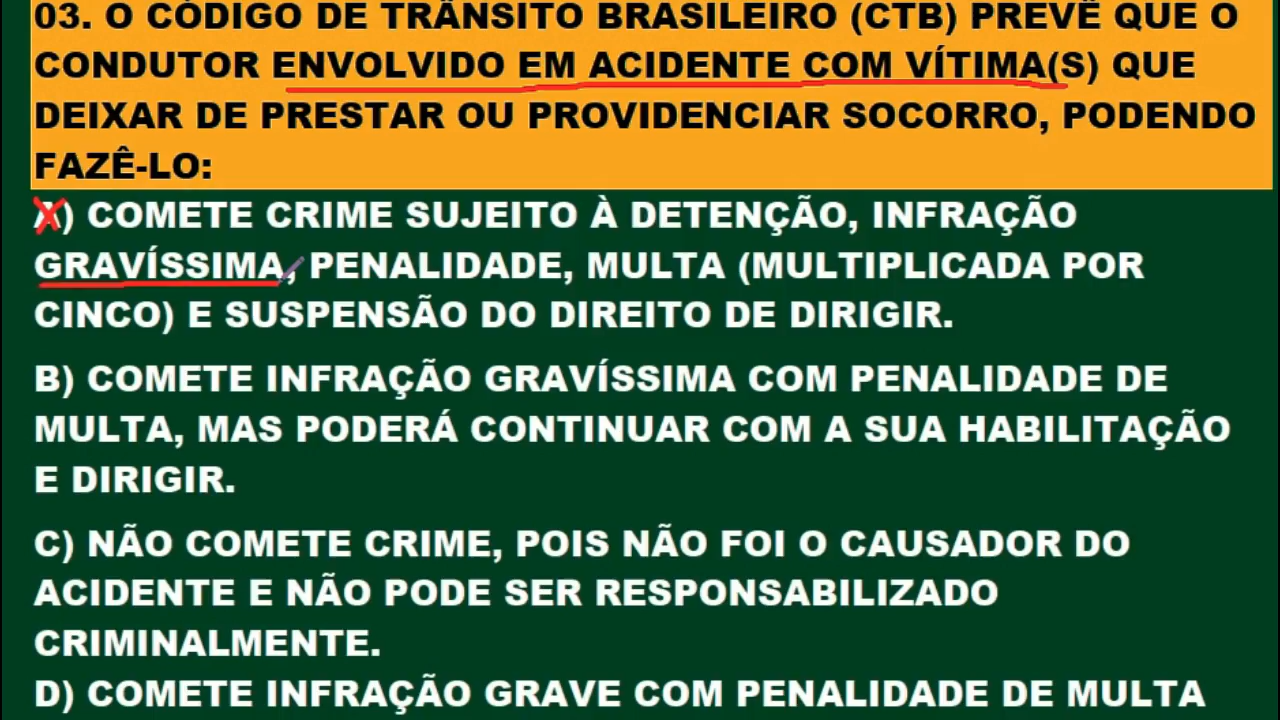 03. O CÓDIGO DE TRÂNSITO BRASILEIRO (CTB) PREVÊ QUE O
CONDUTOR ENVOLVIDO EM ACIDENTE COM VÍTIMA(S) QUE
DEIXAR DE PRESTAR OU PROVIDENCIAR SOCORRO, PODENDO
FAZÊ-LO:
A) COMETE CRIME SUJEITO À DETENÇÃO, INFRAÇÃO
GRAVÍSSIMA, PENALIDADE, MULTA (MULTIPLICADA POR
CINCO) E SUSPENSÃO DO DIREITO DE DIRIGIR.
B) COMETE INFRAÇÃO GRAVÍSSIMA COM PENALIDADE DE
MULTA, MAS PODERÁ CONTINUAR COM A SUA HABILITAÇÃO
E DIRIGIR.
C) NÃO COMETE CRIME, POIS NÃO FOI O CAUSADOR DO
ACIDENTE E NÃO PODE SER RESPONSABILIZADO
CRIMINALMENTE.
D) COMETE INFRAÇÃO GRAVE COM PENALIDADE DE MULTA